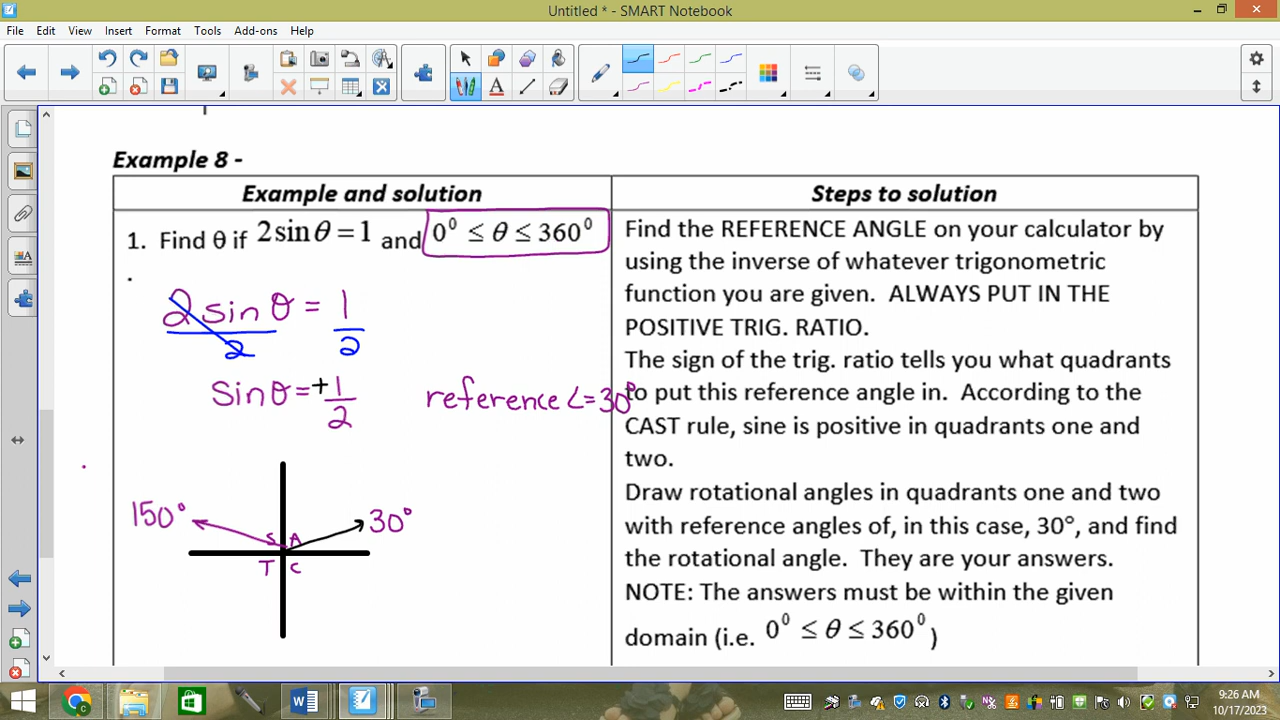 Untitled * - SMART Notebook
File Edit View Insert Format Tools Add-ons Help
Example 8 -
Example and solution
Steps to solution
1. Find θ if 2sinθ = 1 and 0⁰ ≤ θ ≤ 360⁰
.
2 sin θ = 1
2 2
sinθ = +1
2
reference ∠ = 30°
150°
30°
S A
T C
Find the REFERENCE ANGLE on your calculator by
using the inverse of whatever trigonometric
function you are given. ALWAYS PUT IN THE
POSITIVE TRIG. RATIO.
The sign of the trig. ratio tells you what quadrants
to put this reference angle in. According to the
CAST rule, sine is positive in quadrants one and
two.
Draw rotational angles in quadrants one and two
with reference angles of, in this case, 30°, and find
the rotational angle. They are your answers.
NOTE: The answers must be within the given
domain (i.e. 0⁰ ≤ θ ≤ 360⁰ )
9:26 AM
10/17/2023